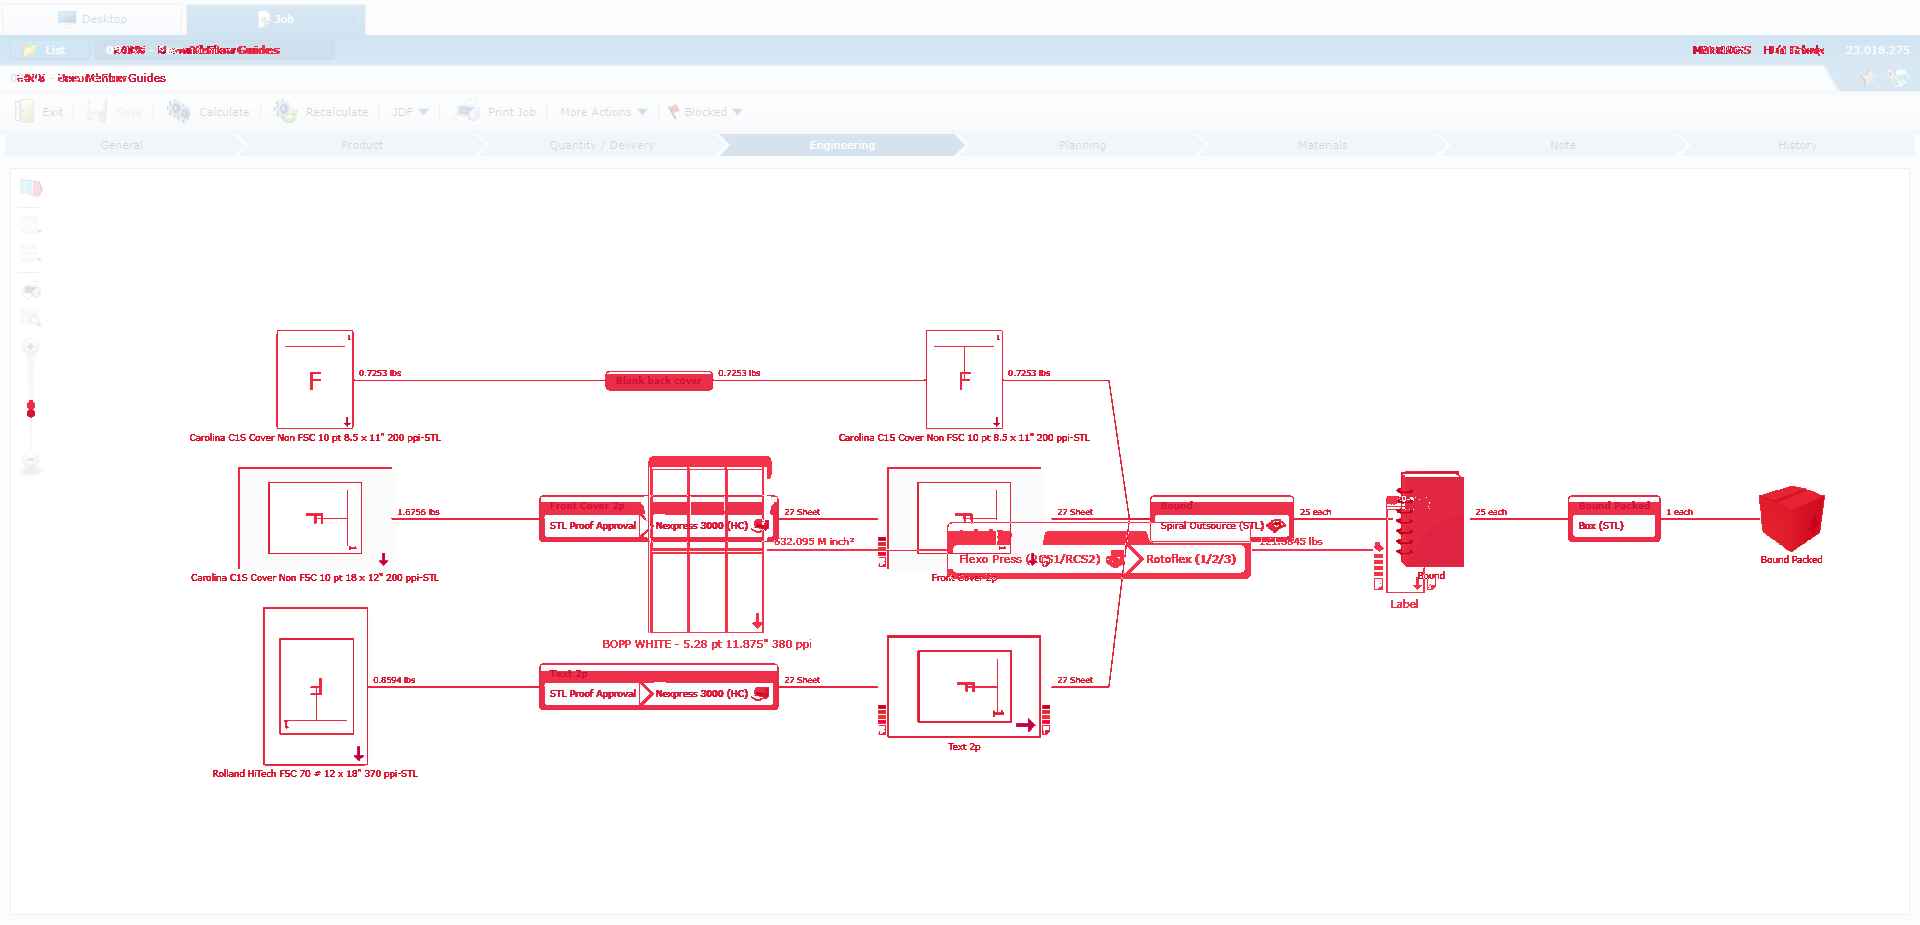 Desktop
Job
List
Guides
23.018.275
Guides
Exit
Save
Calculate
Recalculate
JDF
Print Job
More Actions
Blocked
General
Product
Quantity / Delivery
Engineering
Planning
Materials
Note
History
1
F
0.7253 lbs
Blank back cover
0.7253 lbs
1
F
0.7253 lbs
Carolina C1S Cover Non FSC 10 pt 8.5 x 11" 200 ppi-STL
Carolina C1S Cover Non FSC 10 pt 8.5 x 11" 200 ppi-STL
F
1
1.6756 lbs
Front Cover 2p
STL Proof Approval
Nexpress 3000 (HC)
27 Sheet
F
1
27 Sheet
Bound
Spiral Outsource (STL)
25 each
25 each
Bound Packed
Box (STL)
1 each
Flexo Press (RCS1/RCS2)
Rotoflex (1/2/3)
Bound Packed
Carolina C1S Cover Non FSC 10 pt 18 x 12" 200 ppi-STL
Front Cover 2p
Bound
Label
BOPP WHITE - 5.28 pt 11.875" 380 ppi
F
1
0.8594 lbs
Text 2p
STL Proof Approval
Nexpress 3000 (HC)
27 Sheet
F
1
27 Sheet
Text 2p
Rolland HiTech FSC 70 # 12 x 18" 370 ppi-STL